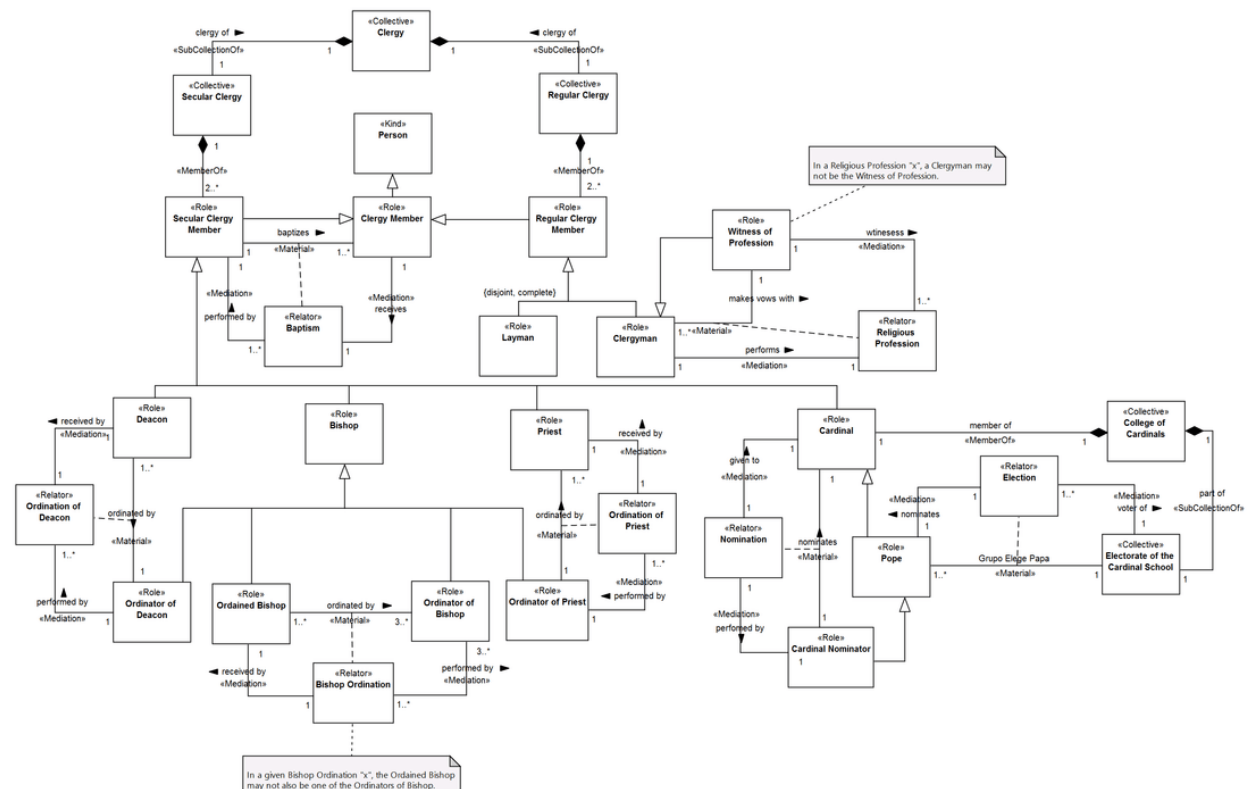 «Collective»
Clergy
clergy of
1
1
clergy of
«SubCollectionOf»
1
«SubCollectionOf»
1
«Collective»
Secular Clergy
«Collective»
Regular Clergy
1
1
«Kind»
Person
«MemberOf»
2..*
«MemberOf»
2..*
In a Religious Profession "x", a Clergyman may
not be the Witness of Profession.
«Role»
Secular Clergy
Member
«Role»
Clergy Member
«Role»
Regular Clergy
Member
«Role»
Witness of
Profession
baptizes
1
«Material»
1..*
1
1
wtinesess
1
«Mediation»
1
1..*
«Mediation»
performed by
1..*
«Relator»
Baptism
«Mediation»
receives
1
{disjoint, complete}
«Role»
Layman
«Role»
Clergyman
makes vows with
1..*
«Material»
«Relator»
Religious
Profession
performs
1
«Mediation»
1
1
«Role»
Deacon
received by
«Mediation»
1
1
1..*
«Relator»
Ordination of
Deacon
ordinated by
«Material»
1..*
1
performed by
«Mediation»
1
«Role»
Ordinator of
Deacon
«Role»
Bishop
«Role»
Priest
1
received by
«Mediation»
1..*
1
ordinated by
«Material»
«Relator»
Ordination of
Priest
1
1..*
«Mediation»
performed by
1
«Role»
Ordinator of Priest
«Role»
Ordained Bishop
ordinated by
1..*
«Material»
3..*
«Role»
Ordinator of
Bishop
1
3..*
received by
«Mediation»
1
«Relator»
Bishop Ordination
performed by
«Mediation»
1..*
In a given Bishop Ordination "x", the Ordained Bishop
may not also be one of the Ordinators of Bishop.
«Role»
Cardinal
member of
1
«MemberOf»
1
«Collective»
College of
Cardinals
1
1
1
given to
«Mediation»
1
«Relator»
Nomination
nominates
«Material»
1
«Mediation»
performed by
1
«Role»
Cardinal Nominator
1
«Relator»
Election
1
1..*
«Mediation»
nominates
1
«Mediation»
voter of
1
part of
«SubCollectionOf»
«Role»
Pope
Grupo Elege Papa
1..*
«Material»
1
«Collective»
Electorate of the
Cardinal School
1